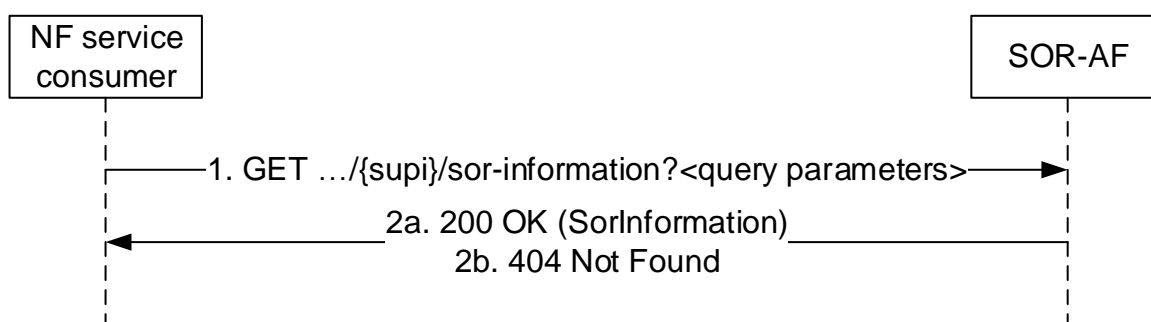 NF service
consumer
SOR-AF
1. GET …/{supi}/sor-information?<query parameters>
2a. 200 OK (SorInformation)
2b. 404 Not Found